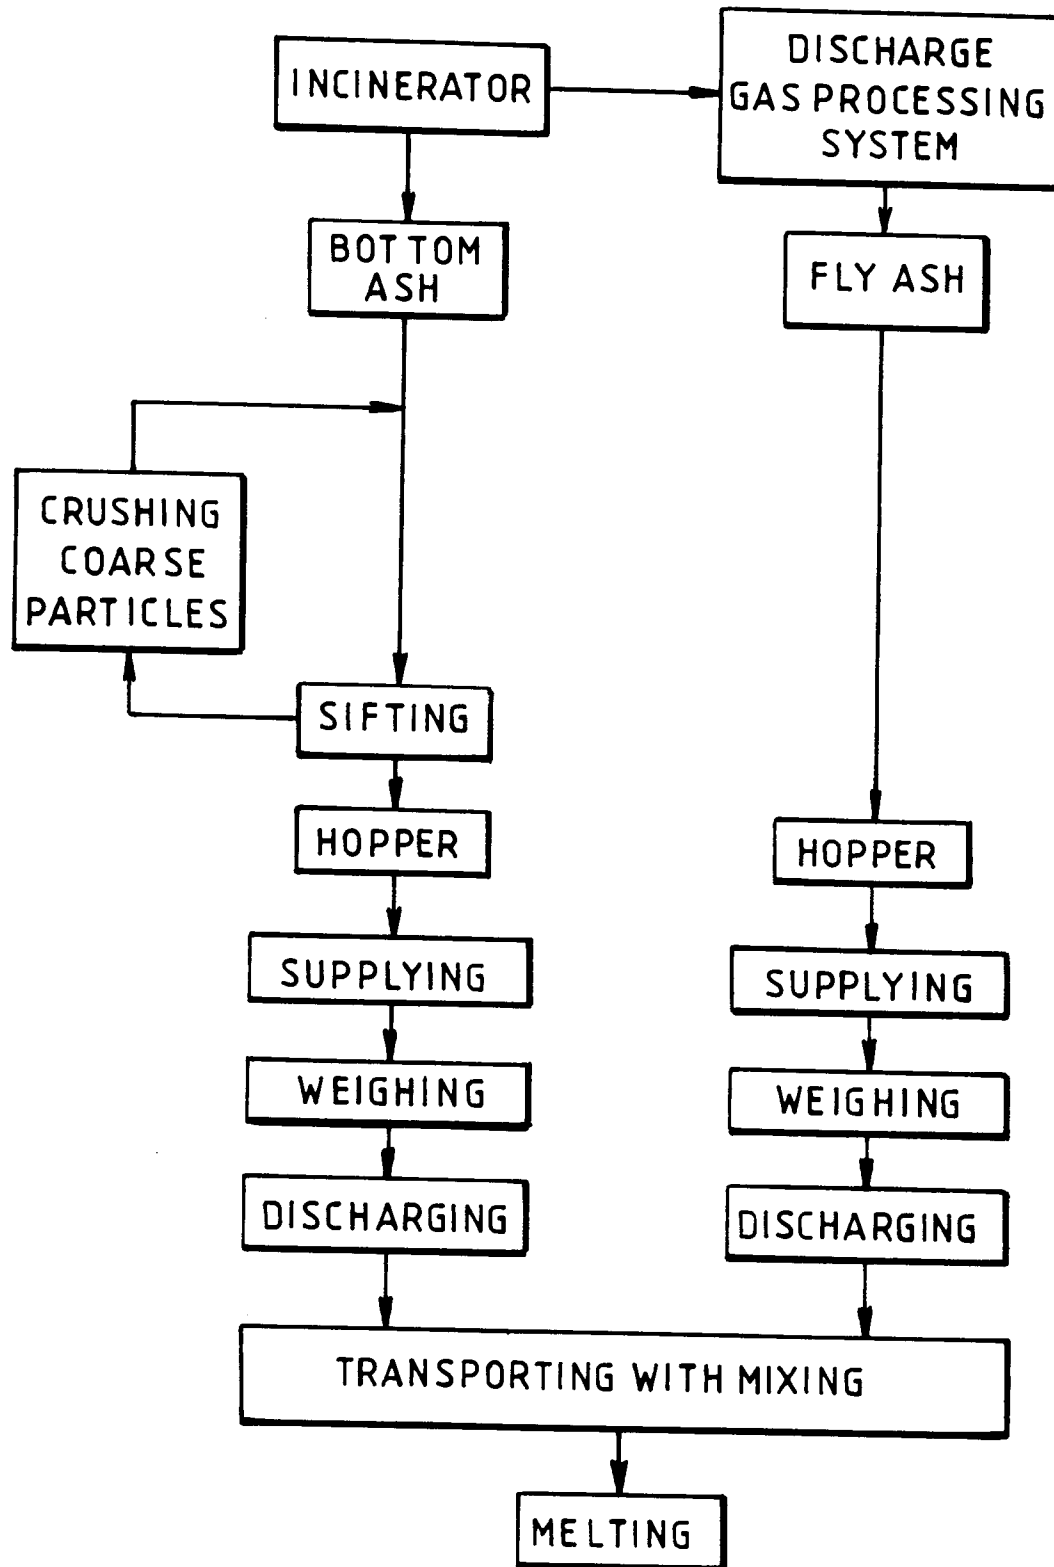 INCINERATOR
DISCHARGE
GAS PROCESSING
SYSTEM
BOTTOM
ASH
FLY ASH
CRUSHING
COARSE
PARTICLES
SIFTING
HOPPER
HOPPER
SUPPLYING
SUPPLYING
WEIGHING
WEIGHING
DISCHARGING
DISCHARGING
TRANSPORTING WITH MIXING
MELTING